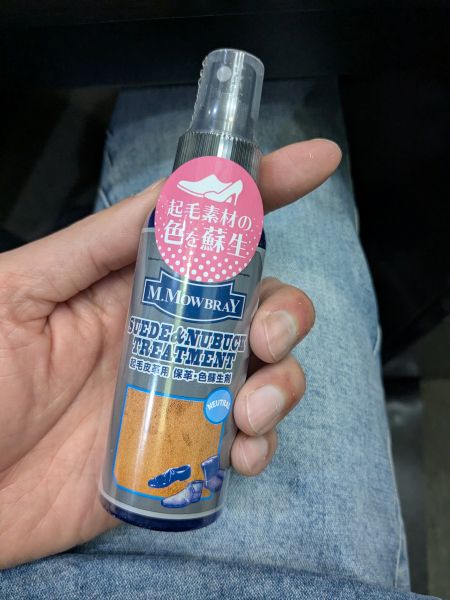 起毛素材の
色を蘇生
M.MOWBRAY
SUEDE&NUBUCK
TREATMENT
起毛皮革用 保革・色蘇生剤
NEUTRAL